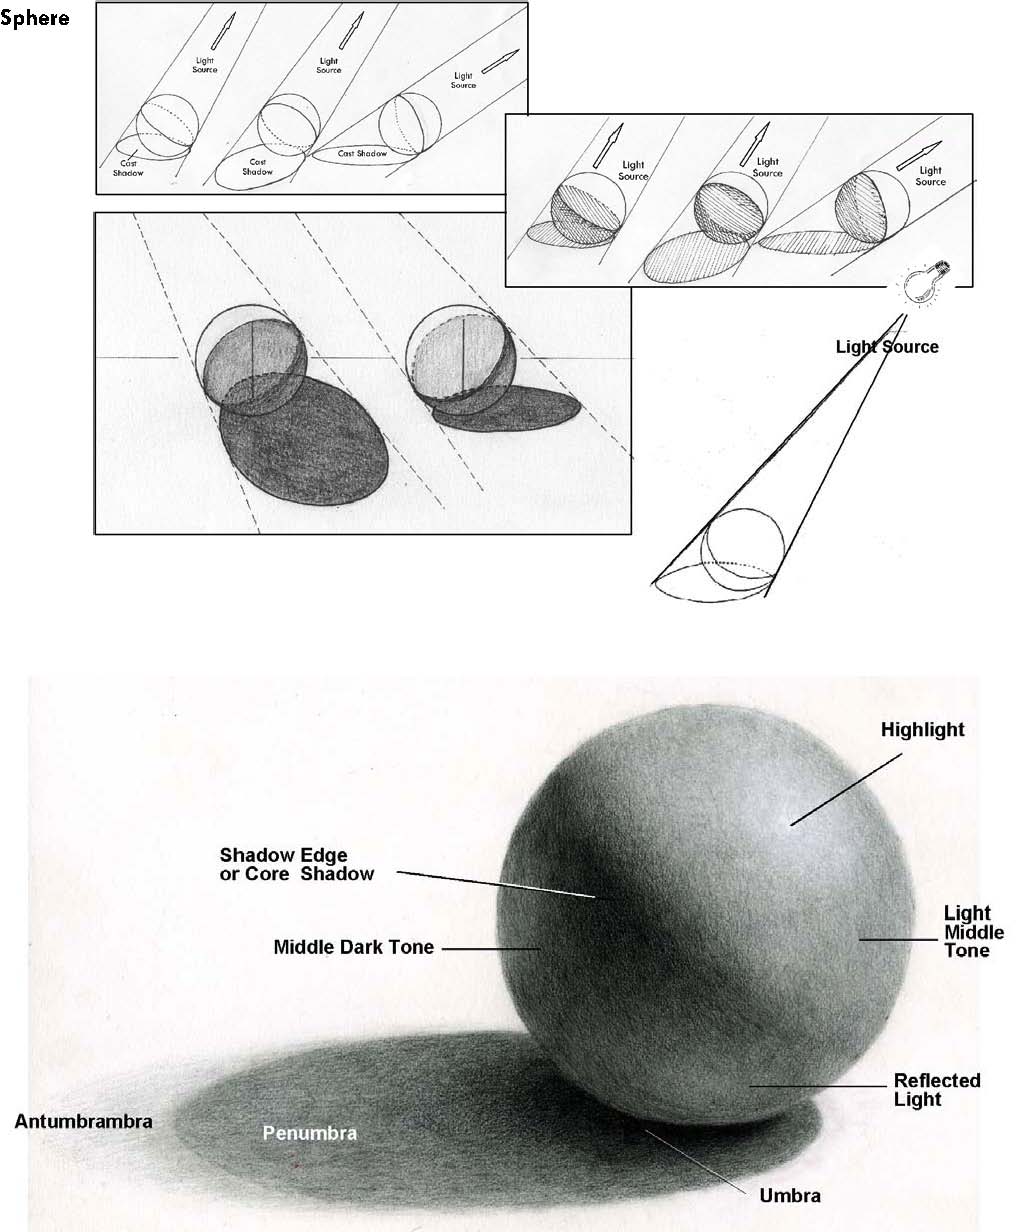 Sphere
Light
Source
Light
Source
Light
Source
Cast
Shadow
Cast
Shadow
Cast Shadow
Light
Source
Light
Source
Light
Source
Light Source
Highlight
Shadow Edge
or Core Shadow
Light
Middle
Tone
Middle Dark Tone
Reflected
Light
Antumbrambra
Penumbra
Umbra